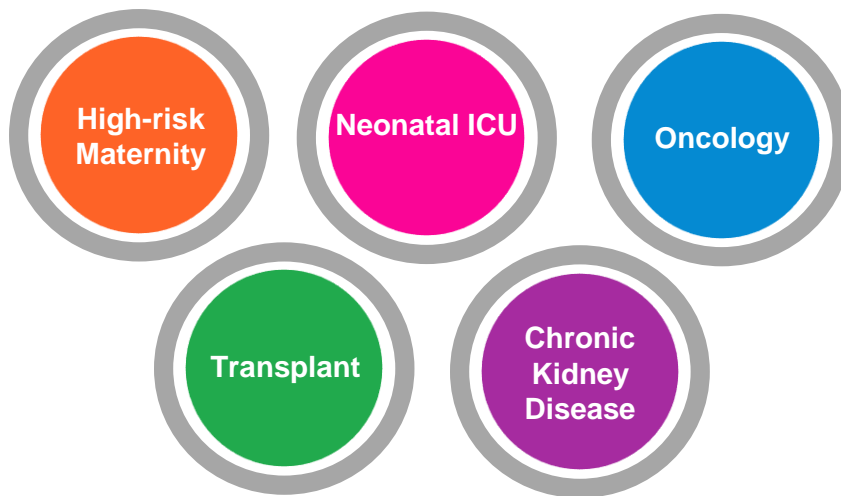 High-risk
Maternity
Neonatal ICU
Oncology
Transplant
Chronic
Kidney
Disease